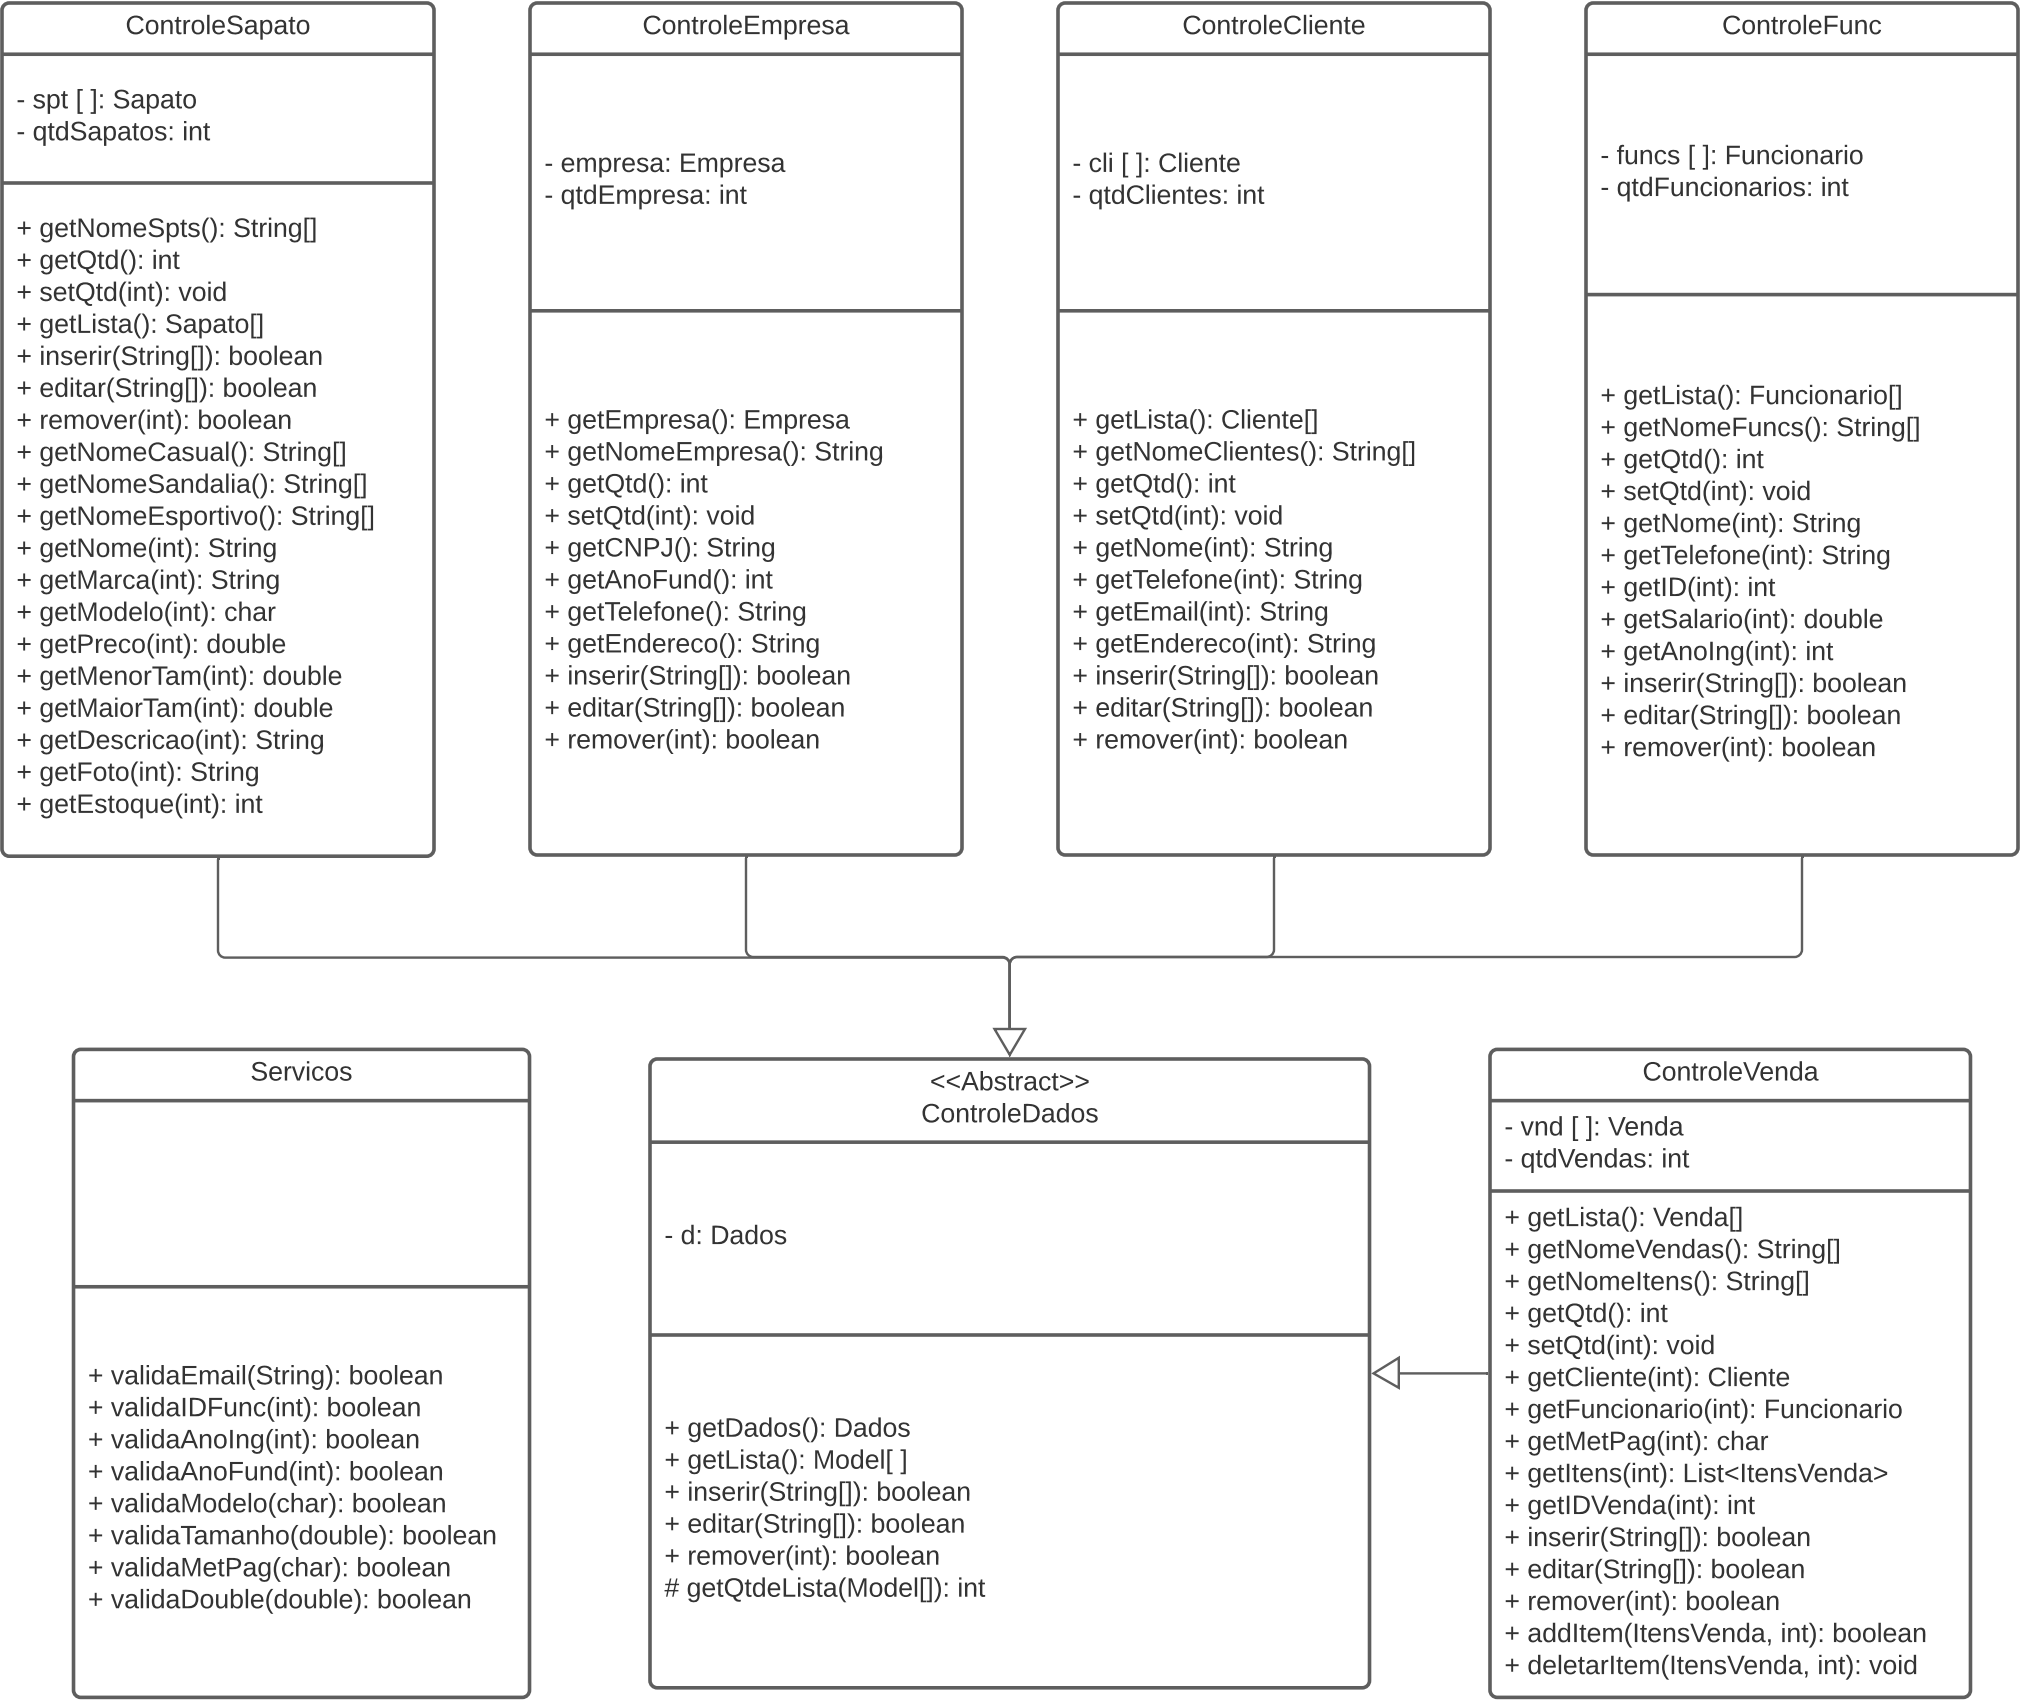 ControleSapato
- spt [ ]: Sapato
- qtdSapatos: int
+ getNomeSpts(): String[]
+ getQtd(): int
+ setQtd(int): void
+ getLista(): Sapato[]
+ inserir(String[]): boolean
+ editar(String[]): boolean
+ remover(int): boolean
+ getNomeCasual(): String[]
+ getNomeSandalia(): String[]
+ getNomeEsportivo(): String[]
+ getNome(int): String
+ getMarca(int): String
+ getModelo(int): char
+ getPreco(int): double
+ getMenorTam(int): double
+ getMaiorTam(int): double
+ getDescricao(int): String
+ getFoto(int): String
+ getEstoque(int): int
ControleEmpresa
- empresa: Empresa
- qtdEmpresa: int
+ getEmpresa(): Empresa
+ getNomeEmpresa(): String
+ getQtd(): int
+ setQtd(int): void
+ getCNPJ(): String
+ getAnoFund(): int
+ getTelefone(): String
+ getEndereco(): String
+ inserir(String[]): boolean
+ editar(String[]): boolean
+ remover(int): boolean
ControleCliente
- cli [ ]: Cliente
- qtdClientes: int
+ getLista(): Cliente[]
+ getNomeClientes(): String[]
+ getQtd(): int
+ setQtd(int): void
+ getNome(int): String
+ getTelefone(int): String
+ getEmail(int): String
+ getEndereco(int): String
+ inserir(String[]): boolean
+ editar(String[]): boolean
+ remover(int): boolean
ControleFunc
- funcs [ ]: Funcionario
- qtdFuncionarios: int
+ getLista(): Funcionario[]
+ getNomeFuncs(): String[]
+ getQtd(): int
+ setQtd(int): void
+ getNome(int): String
+ getTelefone(int): String
+ getID(int): int
+ getSalario(int): double
+ getAnoIng(int): int
+ inserir(String[]): boolean
+ editar(String[]): boolean
+ remover(int): boolean
Servicos
+ validaEmail(String): boolean
+ validaIDFunc(int): boolean
+ validaAnoIng(int): boolean
+ validaAnoFund(int): boolean
+ validaModelo(char): boolean
+ validaTamanho(double): boolean
+ validaMetPag(char): boolean
+ validaDouble(double): boolean
<<Abstract>>
ControleDados
- d: Dados
+ getDados(): Dados
+ getLista(): Model[ ]
+ inserir(String[]): boolean
+ editar(String[]): boolean
+ remover(int): boolean
# getQtdeLista(Model[]): int
ControleVenda
- vnd [ ]: Venda
- qtdVendas: int
+ getLista(): Venda[]
+ getNomeVendas(): String[]
+ getNomeItens(): String[]
+ getQtd(): int
+ setQtd(int): void
+ getCliente(int): Cliente
+ getFuncionario(int): Funcionario
+ getMetPag(int): char
+ getItens(int): List<ItensVenda>
+ getIDVenda(int): int
+ inserir(String[]): boolean
+ editar(String[]): boolean
+ remover(int): boolean
+ addItem(ItensVenda, int): boolean
+ deletarItem(ItensVenda, int): void